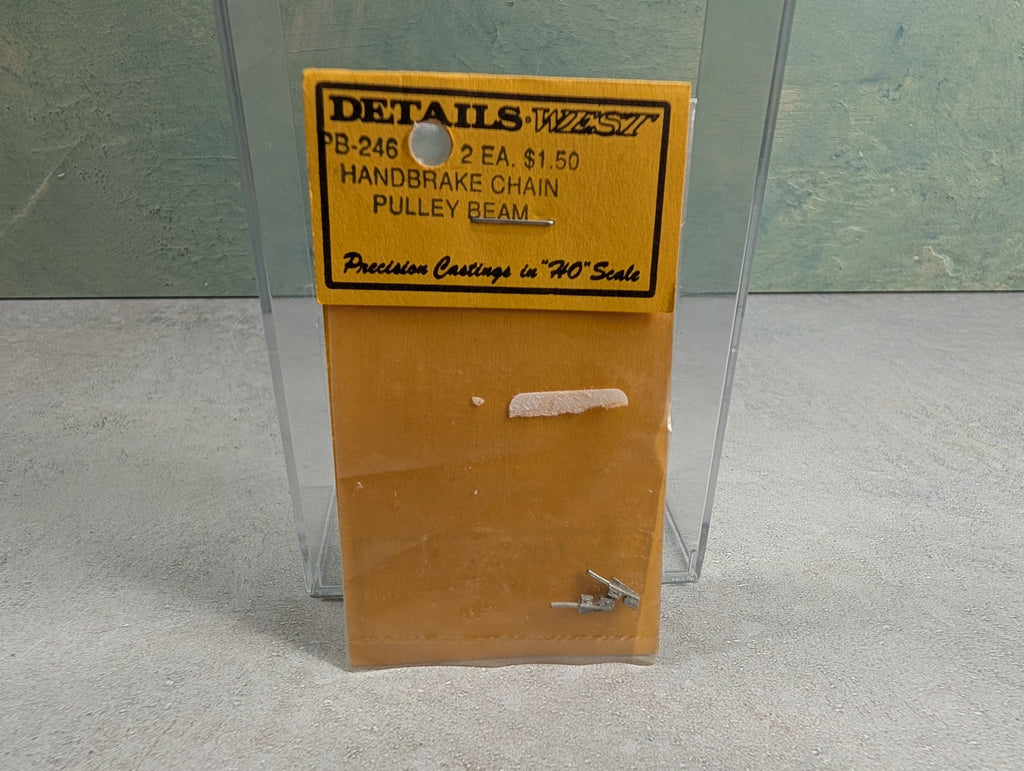 DETAILS·WEST
PB-246 2 EA. $1.50
HANDBRAKE CHAIN
PULLEY BEAM
Precision Castings in "HO" Scale